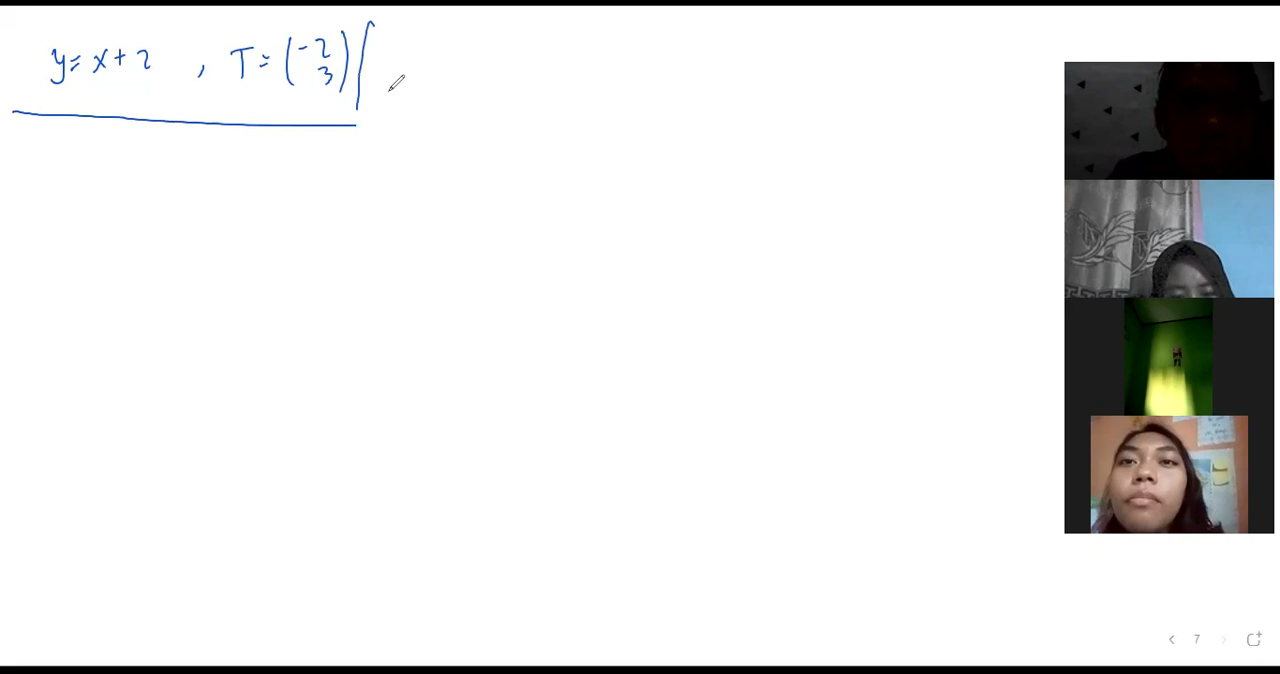 y = x + 2 , T = (-2 3)
7